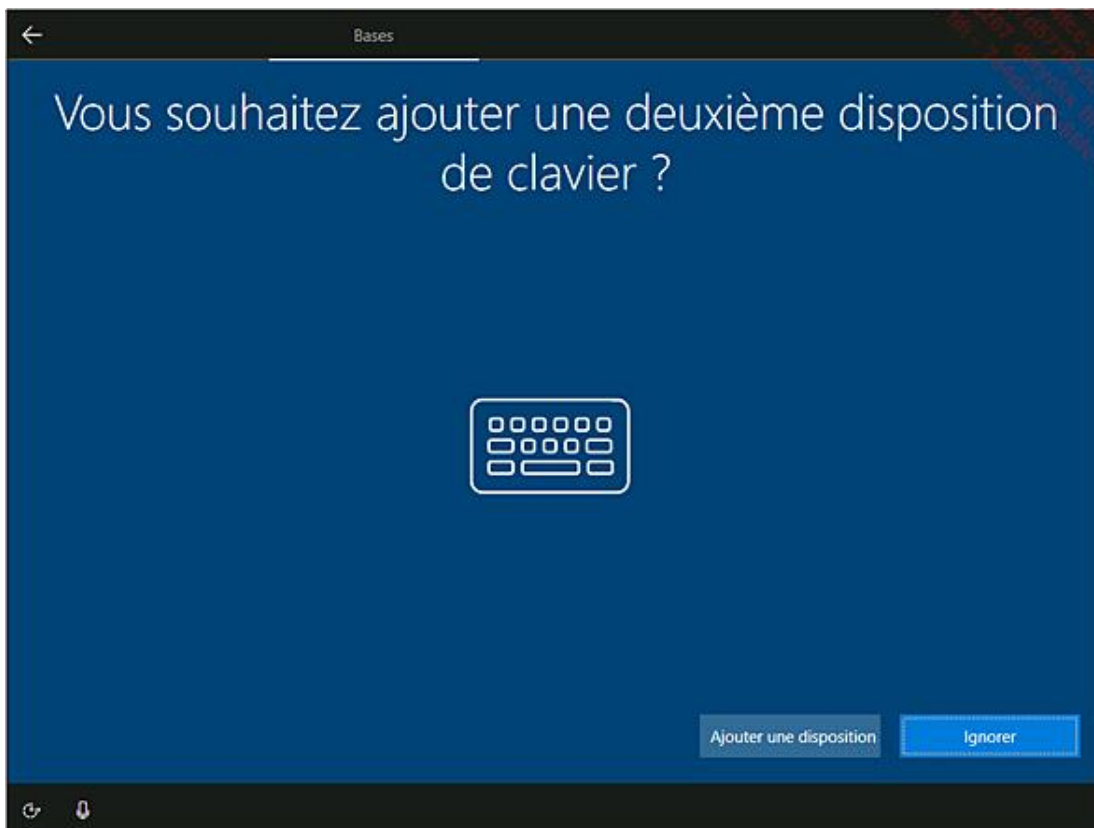 Bases
Vous souhaitez ajouter une deuxième disposition
de clavier ?
Ajouter une disposition
Ignorer